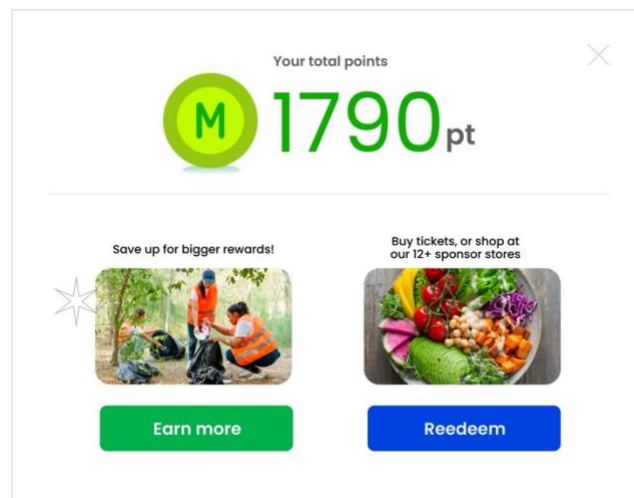 Your total points
M 1790pt
Save up for bigger rewards!
Buy tickets, or shop at
our 12+ sponsor stores
Earn more
Reedeem